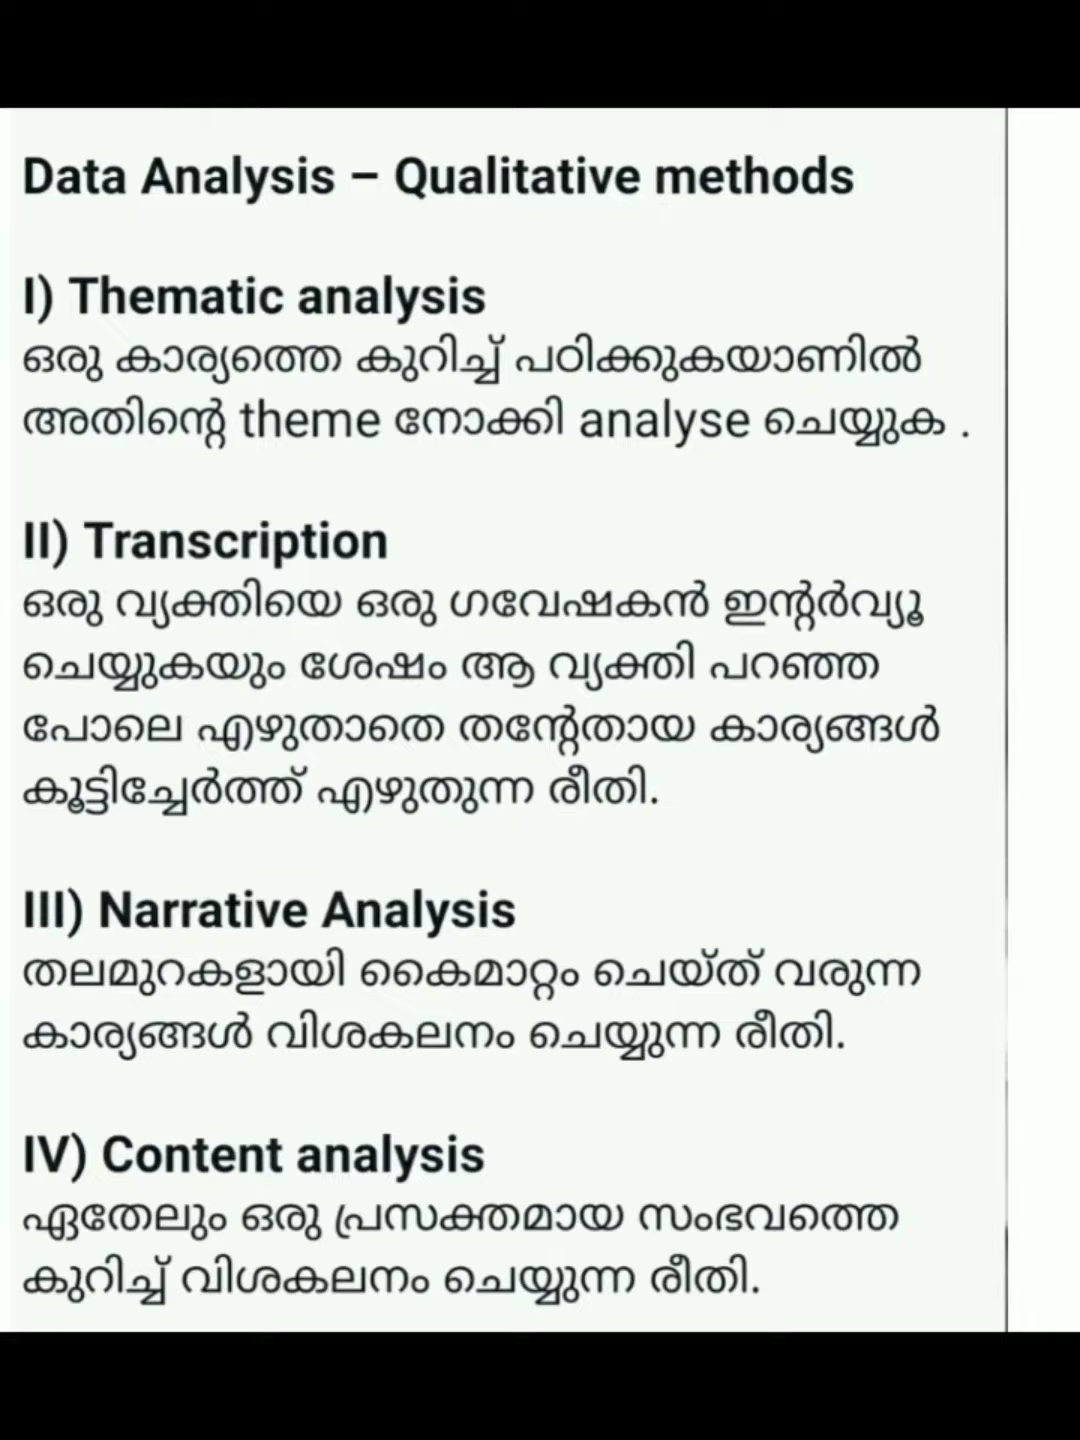 Data Analysis – Qualitative methods
I) Thematic analysis
ഒരു കാര്യത്തെ കുറിച്ച് പഠിക്കുകയാണിൽ
അതിന്റെ theme നോക്കി analyse ചെയ്യുക .
II) Transcription
ഒരു വ്യക്തിയെ ഒരു ഗവേഷകൻ ഇന്റർവ്യൂ
ചെയ്യുകയും ശേഷം ആ വ്യക്തി പറഞ്ഞ
പോലെ എഴുതാതെ തന്റേതായ കാര്യങ്ങൾ
കൂട്ടിച്ചേർത്ത് എഴുതുന്ന രീതി.
III) Narrative Analysis
തലമുറകളായി കൈമാറ്റം ചെയ്ത് വരുന്ന
കാര്യങ്ങൾ വിശകലനം ചെയ്യുന്ന രീതി.
IV) Content analysis
ഏതേലും ഒരു പ്രസക്തമായ സംഭവത്തെ
കുറിച്ച് വിശകലനം ചെയ്യുന്ന രീതി.